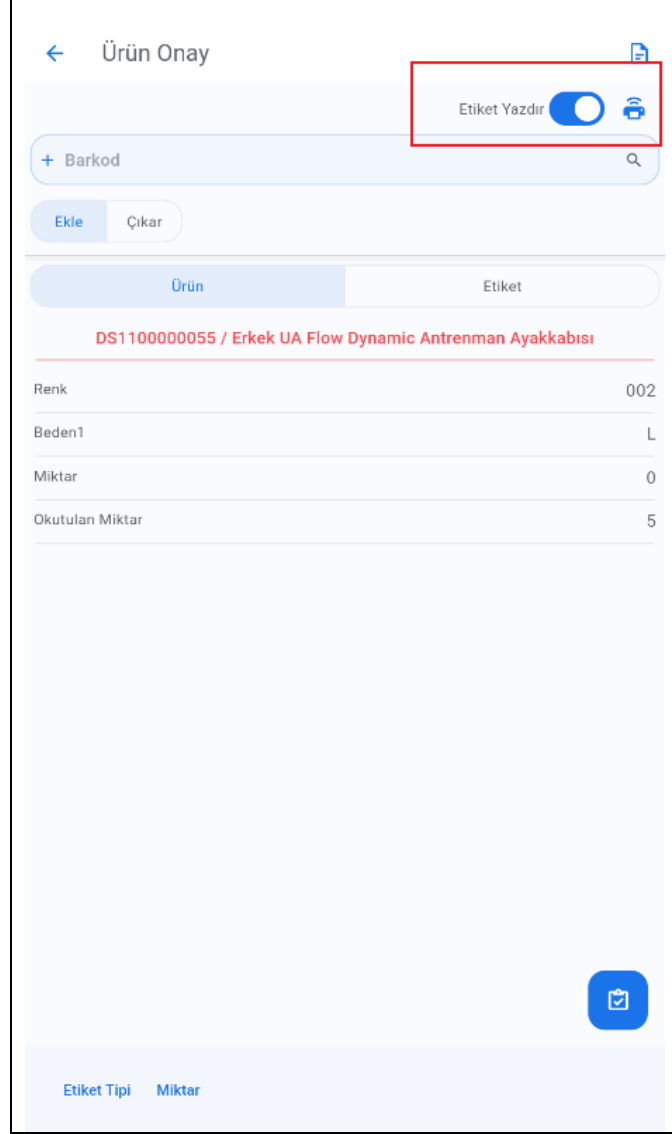 Ürün Onay
Etiket Yazdır
+ Barkod
Ekle Çıkar
Ürün Etiket
DS1100000055 / Erkek UA Flow Dynamic Antrenman Ayakkabısı
Renk 002
Beden1 L
Miktar 0
Okutulan Miktar 5
Etiket Tipi Miktar